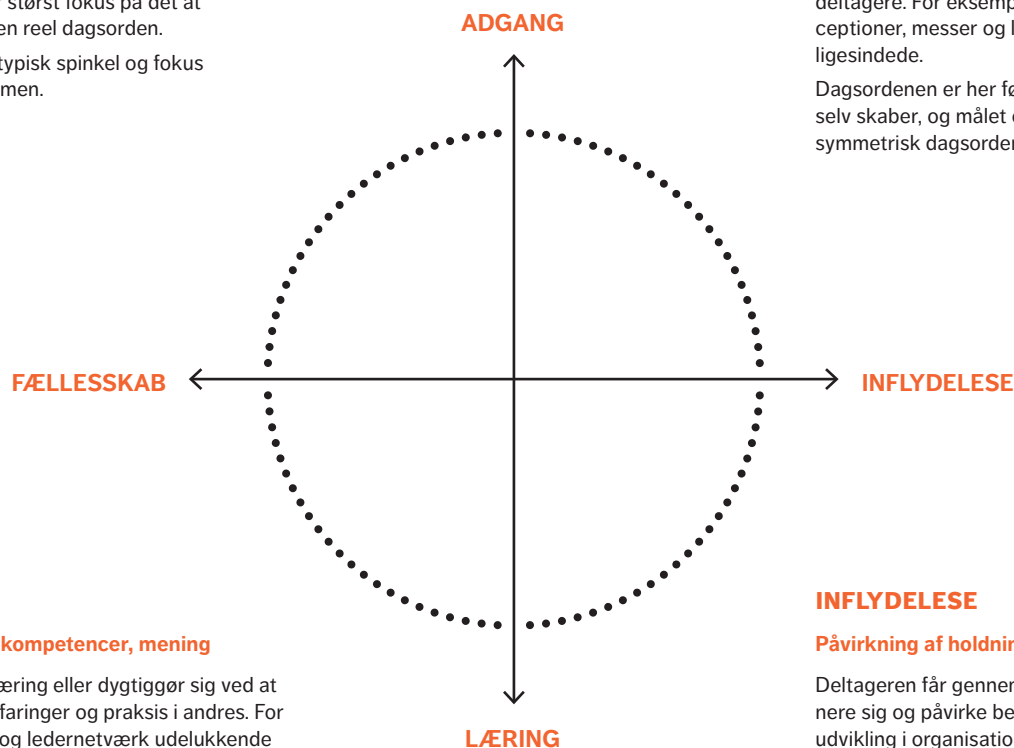 størst fokus på det at
en reel dagsorden.
typisk spinkel og fokus
men.
ADGANG
deltagere. For eksemp
ceptioner, messer og l
ligesindede.
Dagsordenen er her fø
selv skaber, og målet e
symmetrisk dagsorden
FÆLLESSKAB
INFLYDELESE
kompetencer, mening
æring eller dygtiggør sig ved at
faringer og praksis i andres. For
og ledernetværk udelukkende
LÆRING
INFLYDELESE
Påvirkning af holdnin
Deltageren får genner
nere sig og påvirke be
udvikling i organisatio